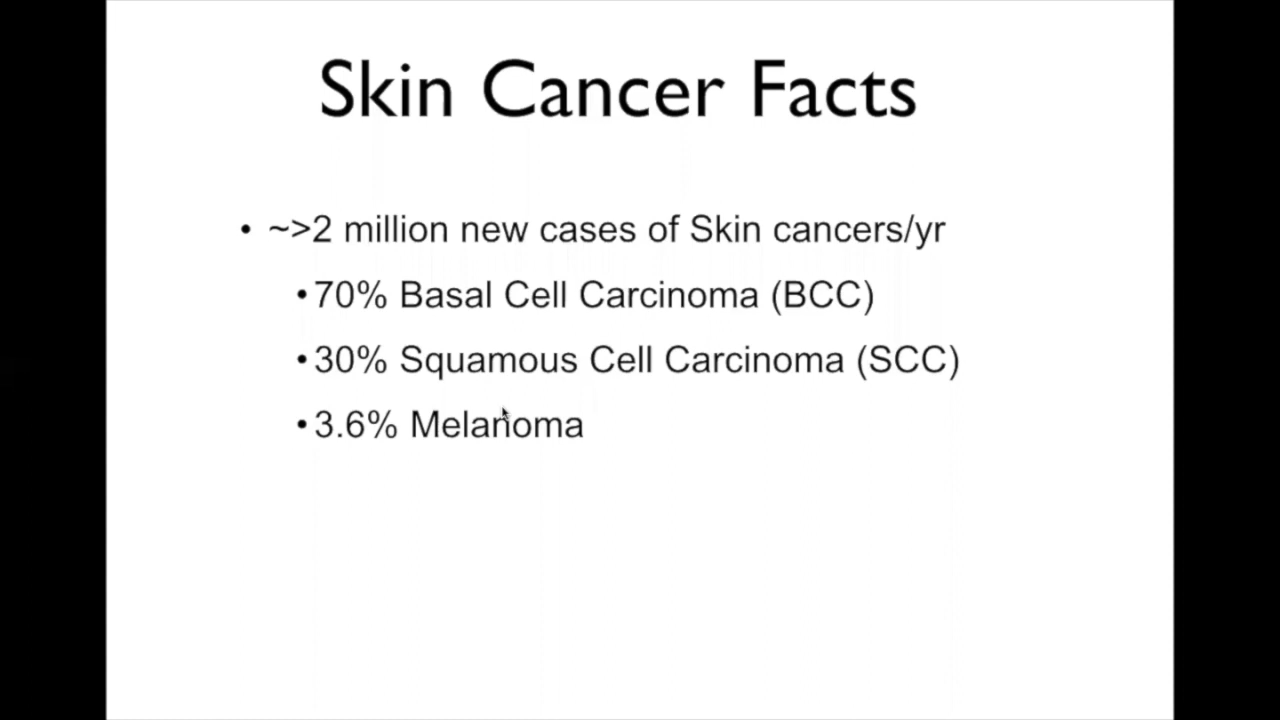 Skin Cancer Facts
• ~>2 million new cases of Skin cancers/yr
• 70% Basal Cell Carcinoma (BCC)
• 30% Squamous Cell Carcinoma (SCC)
• 3.6% Melanoma